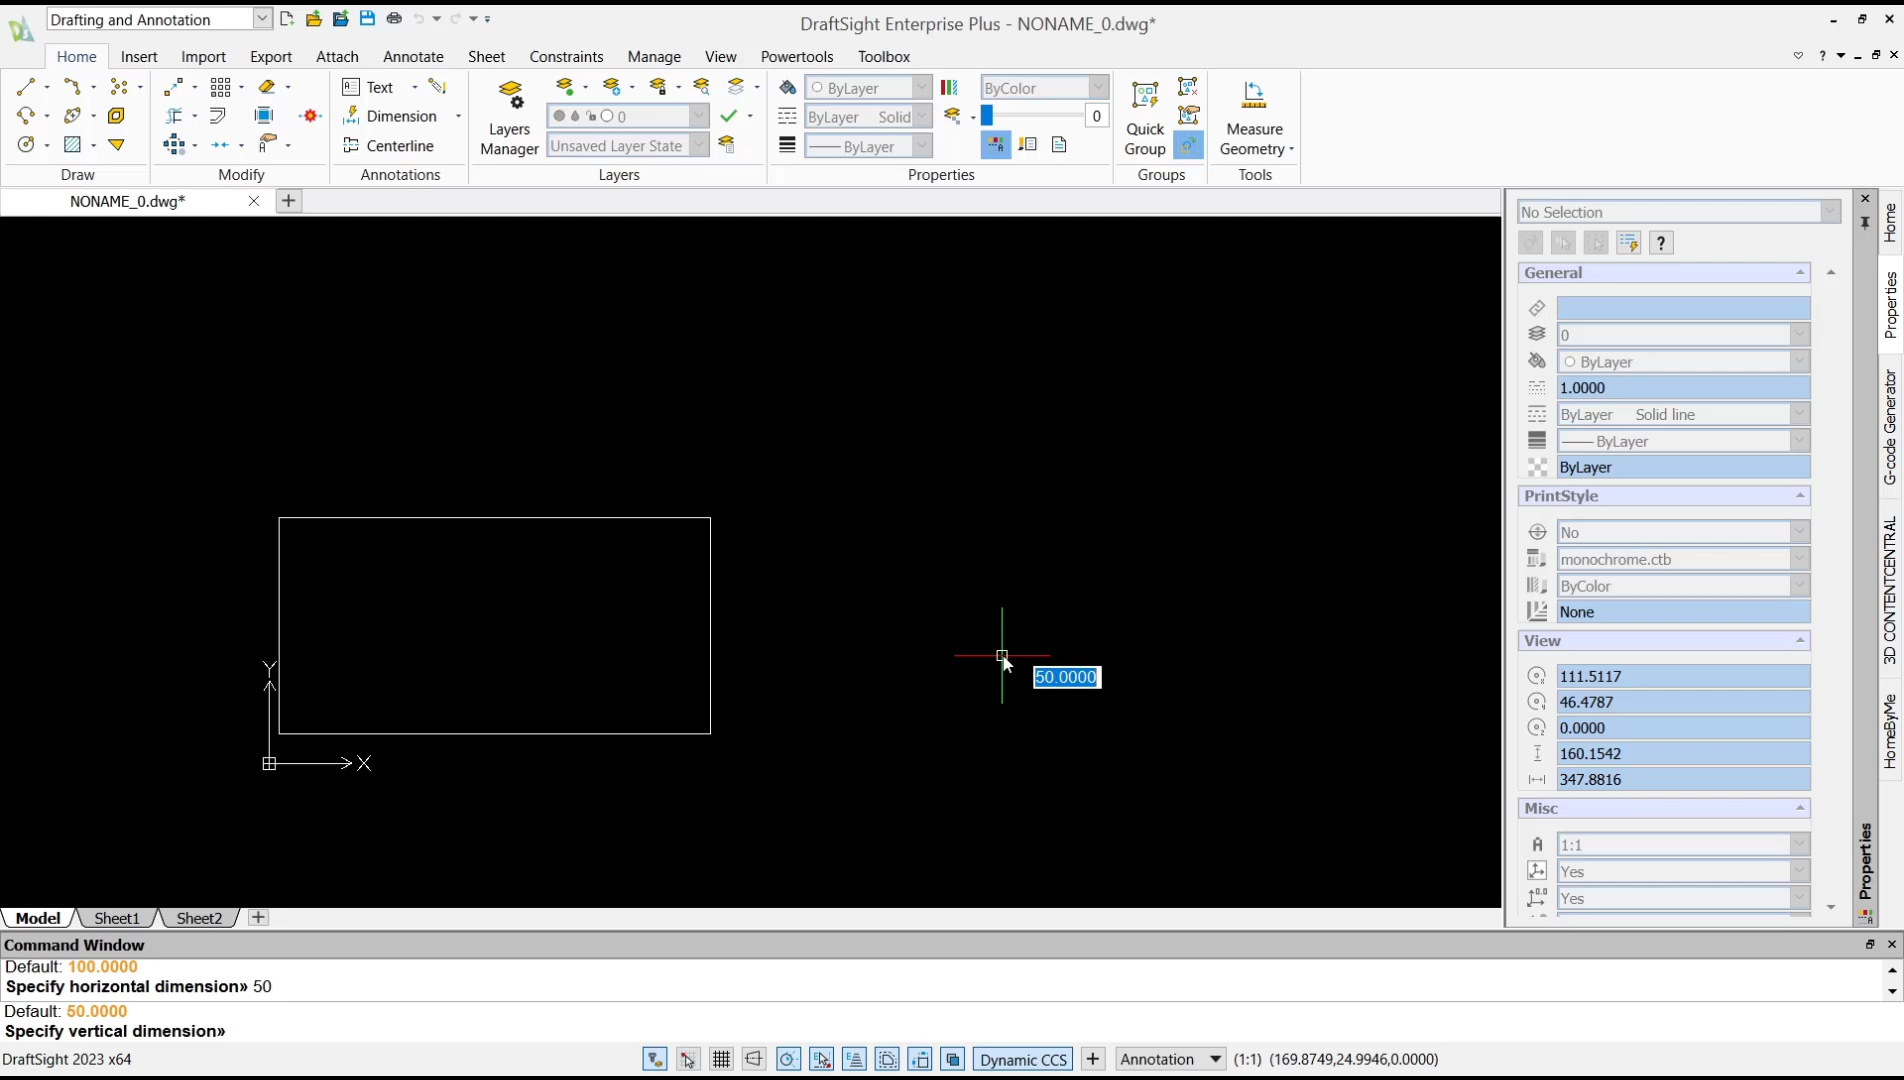 Drafting and Annotation
DraftSight Enterprise Plus - NONAME_0.dwg*
Home Insert Import Export Attach Annotate Sheet Constraints Manage View Powertools Toolbox
Text
Dimension
Centerline
Layers
Manager
0
Unsaved Layer State
ByLayer
ByLayer Solid
ByLayer
ByColor
0
Quick
Group
Measure
Geometry
Draw Modify Annotations Layers Properties Groups Tools
NONAME_0.dwg*
Y
X
50.0000
No Selection
General
0
ByLayer
1.0000
ByLayer Solid line
ByLayer
ByLayer
PrintStyle
No
monochrome.ctb
ByColor
None
View
111.5117
46.4787
0.0000
160.1542
347.8816
Misc
1:1
Yes
Yes
Properties
Home
Properties
G-code Generator
3D CONTENTCENTRAL
HomeByMe
Model Sheet1 Sheet2
Command Window
Default: 100.0000
Specify horizontal dimension» 50
Default: 50.0000
Specify vertical dimension»
DraftSight 2023 x64
Dynamic CCS
Annotation
(1:1) (169.8749,24.9946,0.0000)